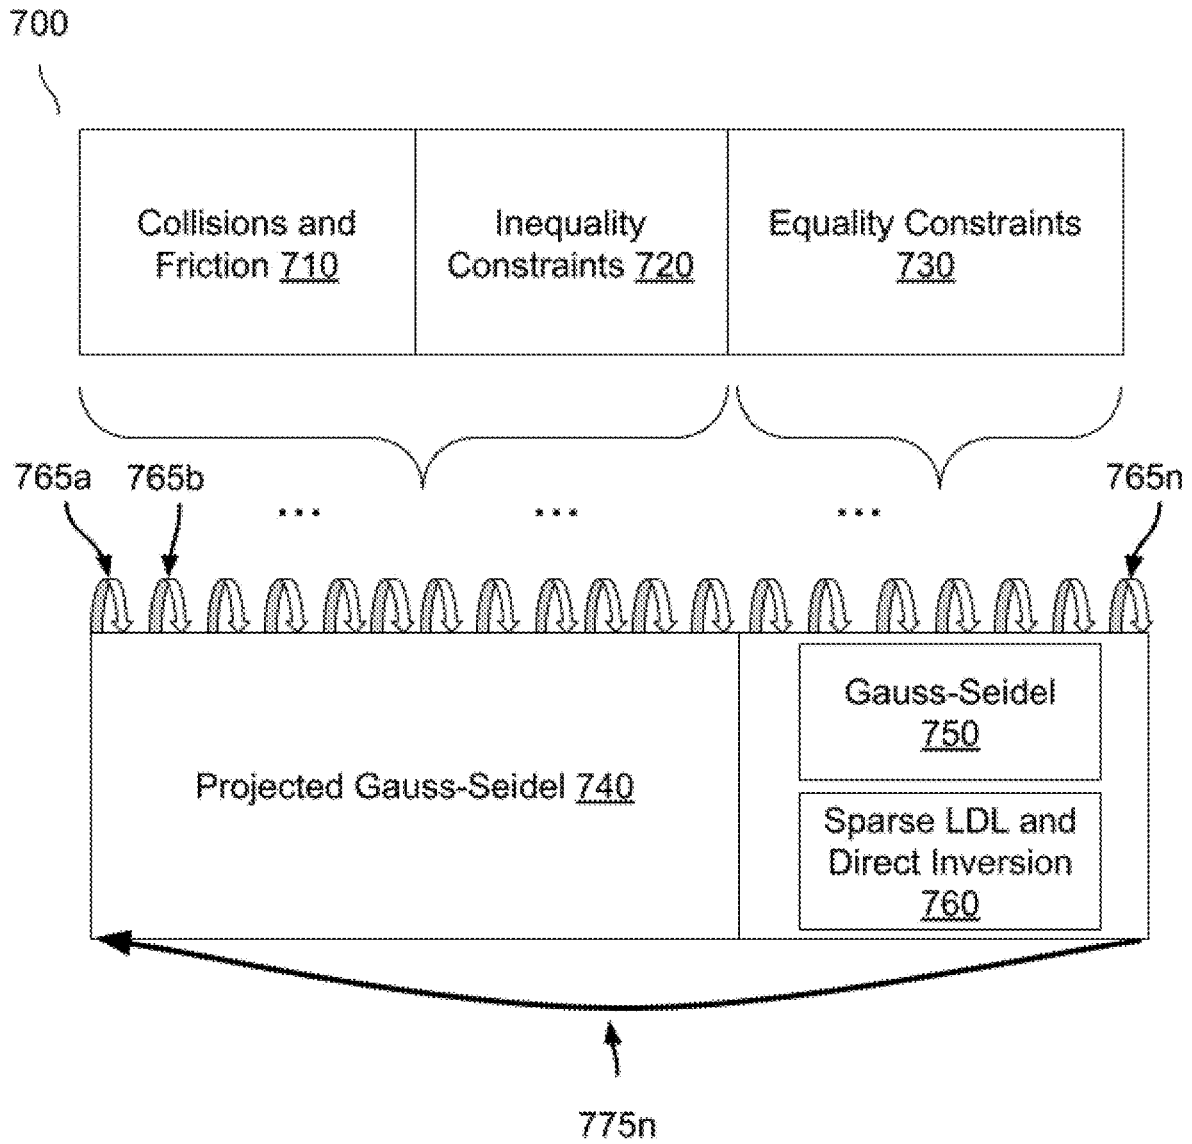 700
Collisions and
Friction 710
Inequality
Constraints 720
Equality Constraints
730
765a
765b
...
...
...
765n
Projected Gauss-Seidel 740
Gauss-Seidel
750
Sparse LDL and
Direct Inversion
760
775n